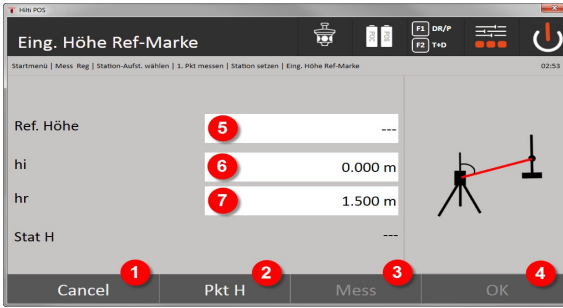 Hilti POS
Eing. Höhe Ref-Marke
POC
POS
F1 DR/P
F2 T+D
Startmenü | Mess Reg | Station-Aufst. wählen | 1. Pkt messen | Station setzen | Eing. Höhe Ref-Marke
02:53
Ref. Höhe
5
---
hi
6
0.000 m
hr
7
1.500 m
Stat H
---
1
2
3
4
Cancel
Pkt H
Mess
OK